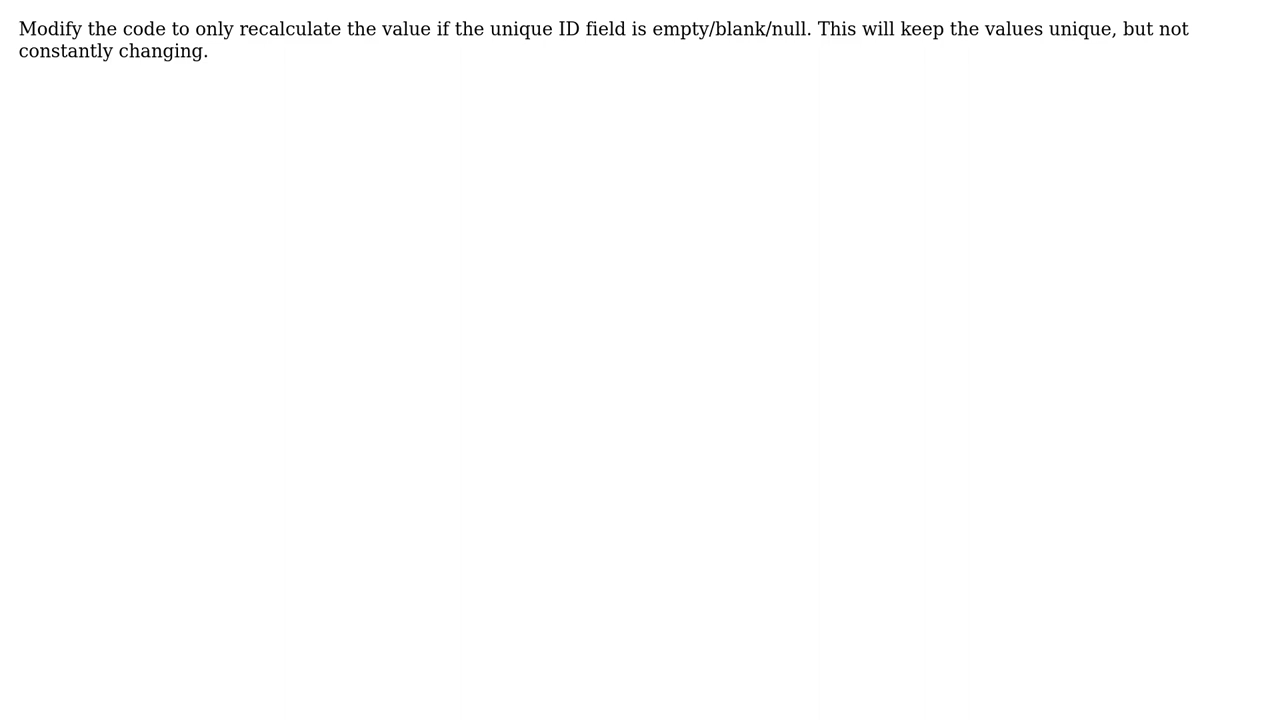 Modify the code to only recalculate the value if the unique ID field is empty/blank/null. This will keep the values unique, but not
constantly changing.